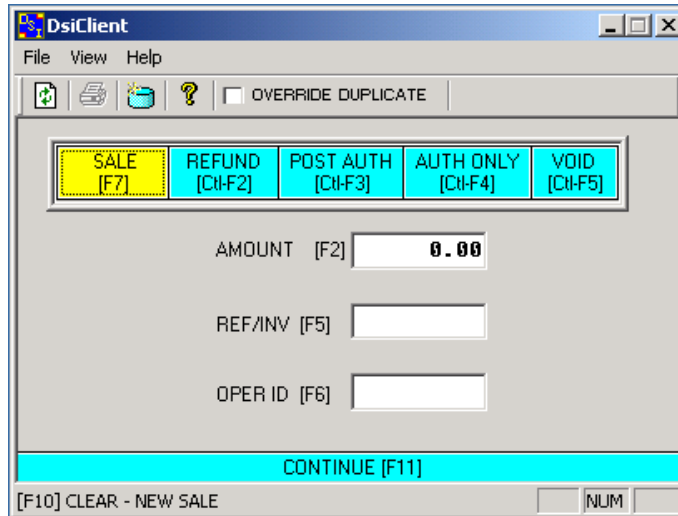 DsiClient
File View Help
OVERRIDE DUPLICATE
SALE REFUND POST AUTH AUTH ONLY VOID
[F7] [Ctl-F2] [Ctl-F3] [Ctl-F4] [Ctl-F5]
AMOUNT [F2] 0.00
REF/INV [F5]
OPER ID [F6]
CONTINUE [F11]
[F10] CLEAR - NEW SALE NUM